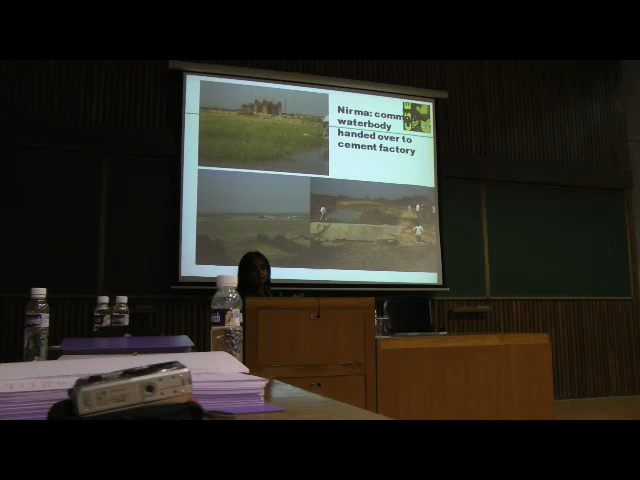 Nirma: comm
waterbody
handed over to
cement factory